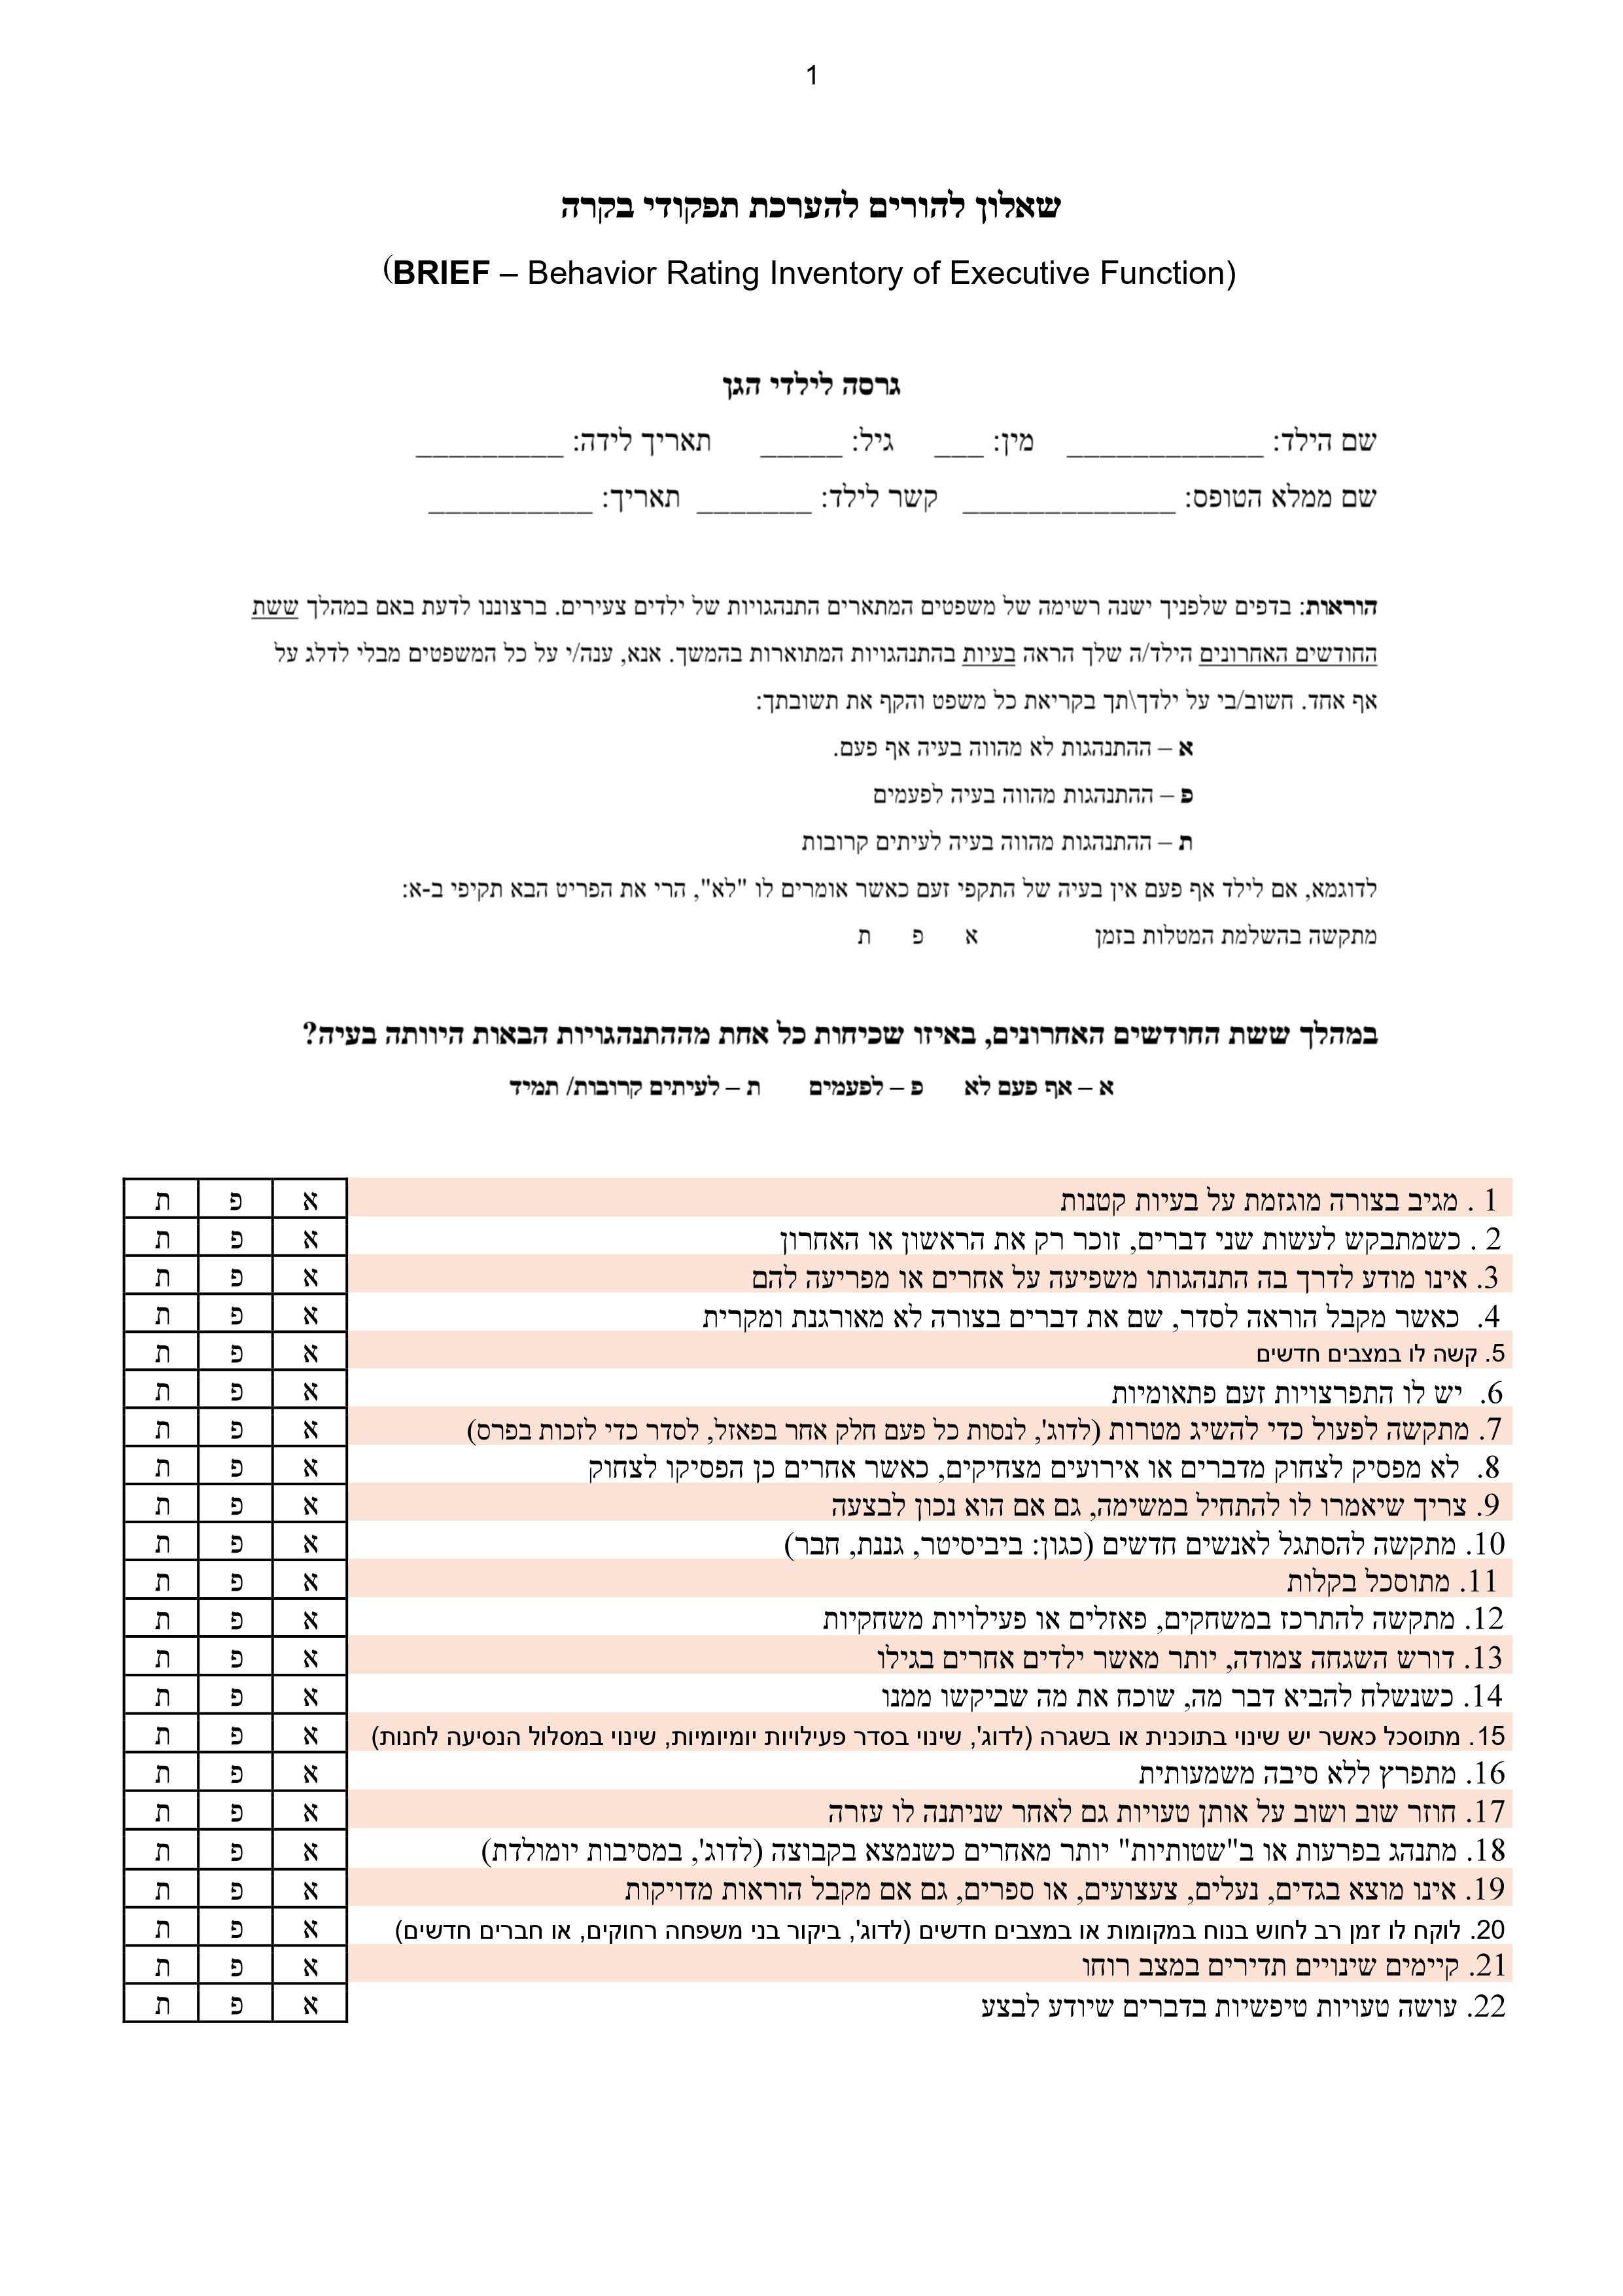 1
שאלון להורים להערכת תפקודי בקרה
(BRIEF – Behavior Rating Inventory of Executive Function)
גרסה לילדי הגן
שם הילד: ____________ מין: ___ גיל: _____ תאריך לידה: _________
שם ממלא הטופס: _____________ קשר לילד: _______ תאריך: __________
הוראות: בדפים שלפניך ישנה רשימה של משפטים המתארים התנהגויות של ילדים צעירים. ברצוננו לדעת באם במהלך ששת
החודשים האחרונים הילד/ה שלך הראה בעיות בהתנהגויות המתוארות בהמשך. אנא, ענה/י על כל המשפטים מבלי לדלג על
אף אחד. חשוב/בי על ילדך\תך בקריאת כל משפט והקף את תשובתך:
א – ההתנהגות לא מהווה בעיה אף פעם.
פ – ההתנהגות מהווה בעיה לפעמים
ת – ההתנהגות מהווה בעיה לעיתים קרובות
לדוגמא, אם לילד אף פעם אין בעיה של התקפי זעם כאשר אומרים לו "לא", הרי את הפריט הבא תקיפי ב-א:
מתקשה בהשלמת המטלות בזמן א פ ת
במהלך ששת החודשים האחרונים, באיזו שכיחות כל אחת מההתנהגויות הבאות היוותה בעיה?
א – אף פעם לא פ – לפעמים ת – לעיתים קרובות/ תמיד
1 . מגיב בצורה מוגזמת על בעיות קטנות א פ ת
2 . כשמתבקש לעשות שני דברים, זוכר רק את הראשון או האחרון א פ ת
3. אינו מודע לדרך בה התנהגותו משפיעה על אחרים או מפריעה להם א פ ת
4. כאשר מקבל הוראה לסדר, שם את דברים בצורה לא מאורגנת ומקרית א פ ת
5. קשה לו במצבים חדשים א פ ת
6. יש לו התפרצויות זעם פתאומיות א פ ת
7. מתקשה לפעול כדי להשיג מטרות (לדוג', לנסות כל פעם חלק אחר בפאזל, לסדר כדי לזכות בפרס) א פ ת
8. לא מפסיק לצחוק מדברים או אירועים מצחיקים, כאשר אחרים כן הפסיקו לצחוק א פ ת
9. צריך שיאמרו לו להתחיל במשימה, גם אם הוא נכון לבצעה א פ ת
10. מתקשה להסתגל לאנשים חדשים (כגון: ביביסיטר, גננת, חבר) א פ ת
11. מתוסכל בקלות א פ ת
12. מתקשה להתרכז במשחקים, פאזלים או פעילויות משחקיות א פ ת
13. דורש השגחה צמודה, יותר מאשר ילדים אחרים בגילו א פ ת
14. כשנשלח להביא דבר מה, שוכח את מה שביקשו ממנו א פ ת
15. מתוסכל כאשר יש שינוי בתוכנית או בשגרה (לדוג', שינוי בסדר פעילויות יומיומיות, שינוי במסלול הנסיעה לחנות) א פ ת
16. מתפרץ ללא סיבה משמעותית א פ ת
17. חוזר שוב ושוב על אותן טעויות גם לאחר שניתנה לו עזרה א פ ת
18. מתנהג בפרעות או ב"שטותיות" יותר מאחרים כשנמצא בקבוצה (לדוג', במסיבות יומולדת) א פ ת
19. אינו מוצא בגדים, נעלים, צעצועים, או ספרים, גם אם מקבל הוראות מדויקות א פ ת
20. לוקח לו זמן רב לחוש בנוח במקומות או במצבים חדשים (לדוג', ביקור בני משפחה רחוקים, או חברים חדשים) א פ ת
21. קיימים שינויים תדירים במצב רוחו א פ ת
22. עושה טעויות טיפשיות בדברים שיודע לבצע א פ ת